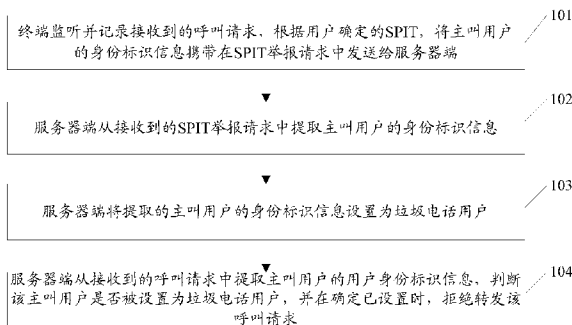 101
终端监听并记录接收到的呼叫请求，根据用户确定的SPIT，将主叫用户
的身份标识信息携带在SPIT举报请求中发送给服务器端
102
服务器端从接收到的SPIT举报请求中提取主叫用户的身份标识信息
103
服务器端将提取的主叫用户的身份标识信息设置为垃圾电话用户
104
服务器端从接收到的呼叫请求中提取主叫用户的用户身份标识信息，判断
该主叫用户是否被设置为垃圾电话用户，并在确定已设置时，拒绝转发该
呼叫请求